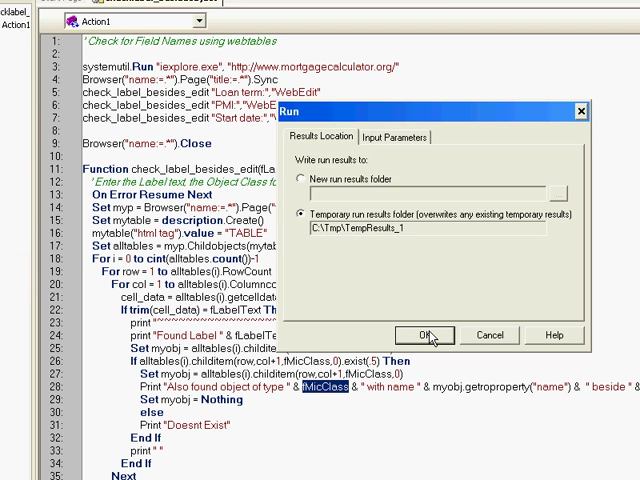 cklabel_
Action1
Action1
1: ' Check for Field Names using webtables
2:
3: systemutil.Run "iexplore.exe", "http://www.mortgagecalculator.org/"
4: Browser("name:=.*").Page("title:=.*").Sync
5: check_label_besides_edit "Loan term:","WebEdit"
6: check_label_besides_edit "PMI:","WebE
7: check_label_besides_edit "Start date:","
8:
9: Browser("name:=.*").Close
10:
11: Function check_label_besides_edit(fLa
12: ' Enter the Label text, the Object Class fo
13: On Error Resume Next
14: Set myp = Browser("name:=.*").Page("
15: Set mytable = description.Create()
16: mytable("html tag").value = "TABLE"
17: Set alltables = myp.Childobjects(mytab
18: For i = 0 to cint(alltables.count())-1
19: For row = 1 to alltables(i).RowCount
20: For col = 1 to alltables(i).Columncc
21: cell_data = alltables(i).getcelldat
22: If trim(cell_data) = fLabelText Th
23: print "~~~~~~~~~~~~~~~~
24: print "Found Label " & fLabelTe
25: Set myobj = alltables(i).childite
26: If alltables(i).childitem(row,col+1,fMicClass,0).exist(.5) Then
27: Set myobj = alltables(i).childitem(row,col+1,fMicClass,0)
28: Print "Also found object of type " & fMicClass & " with name " & myobj.getroproperty("name") & " beside " &
29: Set myobj = Nothing
30: else
31: Print "Doesnt Exist"
32: End If
33: print " "
34: End If
35: Next
Run
Results Location
Input Parameters
Write run results to:
New run results folder
...
Temporary run results folder (overwrites any existing temporary results)
C:\Tmp\TempResults_1
OK
Cancel
Help